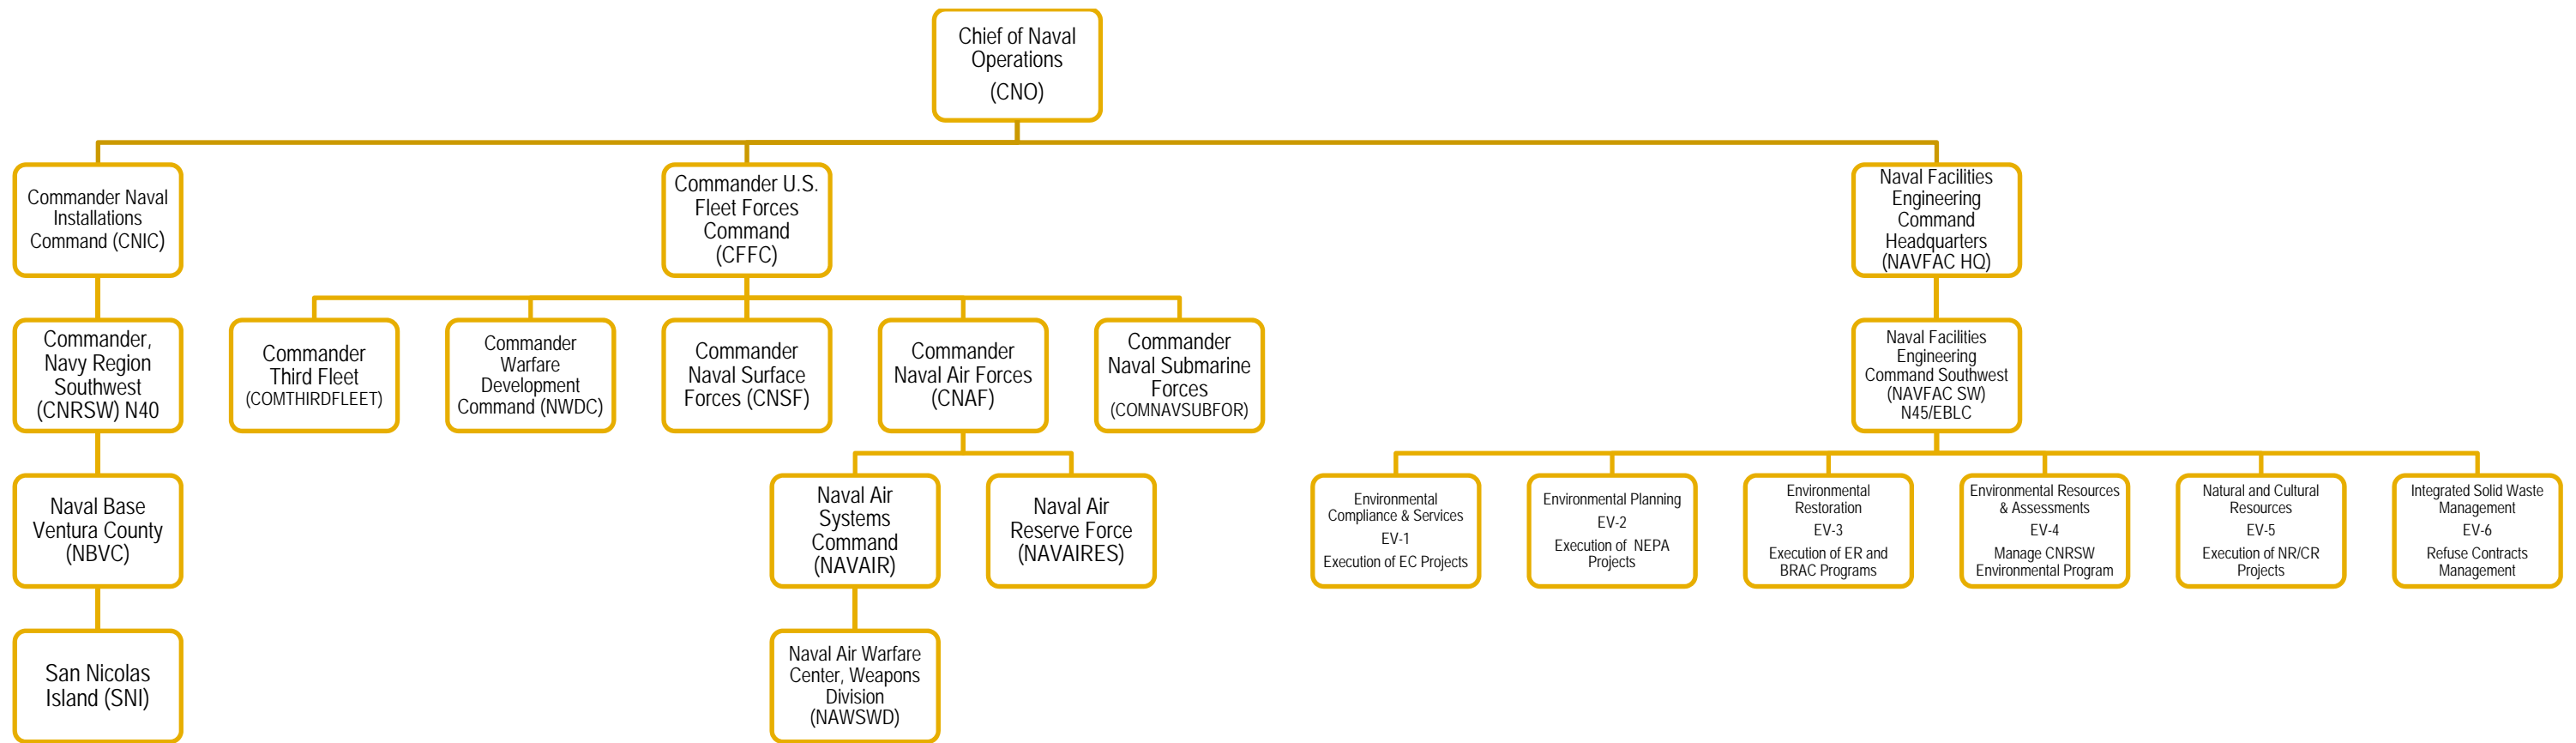 Chief of Naval
Operations
(CNO)
Commander Naval
Installations
Command (CNIC)
Commander U.S.
Fleet Forces
Command
(CFFC)
Naval Facilities
Engineering
Command
Headquarters
(NAVFAC HQ)
Commander,
Navy Region
Southwest
(CNRSW) N40
Commander
Third Fleet
(COMTHIRDFLEET)
Commander
Warfare
Development
Command (NWDC)
Commander
Naval Surface
Forces (CNSF)
Commander
Naval Air Forces
(CNAF)
Commander
Naval Submarine
Forces
(COMNAVSUBFOR)
Naval Facilities
Engineering
Command Southwest
(NAVFAC SW)
N45/EBLC
Naval Base
Ventura County
(NBVC)
Naval Air
Systems
Command
(NAVAIR)
Naval Air
Reserve Force
(NAVAIRES)
Environmental
Compliance & Services
EV-1
Execution of EC Projects
Environmental Planning
EV-2
Execution of NEPA
Projects
Environmental
Restoration
EV-3
Execution of ER and
BRAC Programs
Environmental Resources
& Assessments
EV-4
Manage CNRSW
Environmental Program
Natural and Cultural
Resources
EV-5
Execution of NR/CR
Projects
Integrated Solid Waste
Management
EV-6
Refuse Contracts
Management
San Nicolas
Island (SNI)
Naval Air Warfare
Center, Weapons
Division
(NAWSWD)